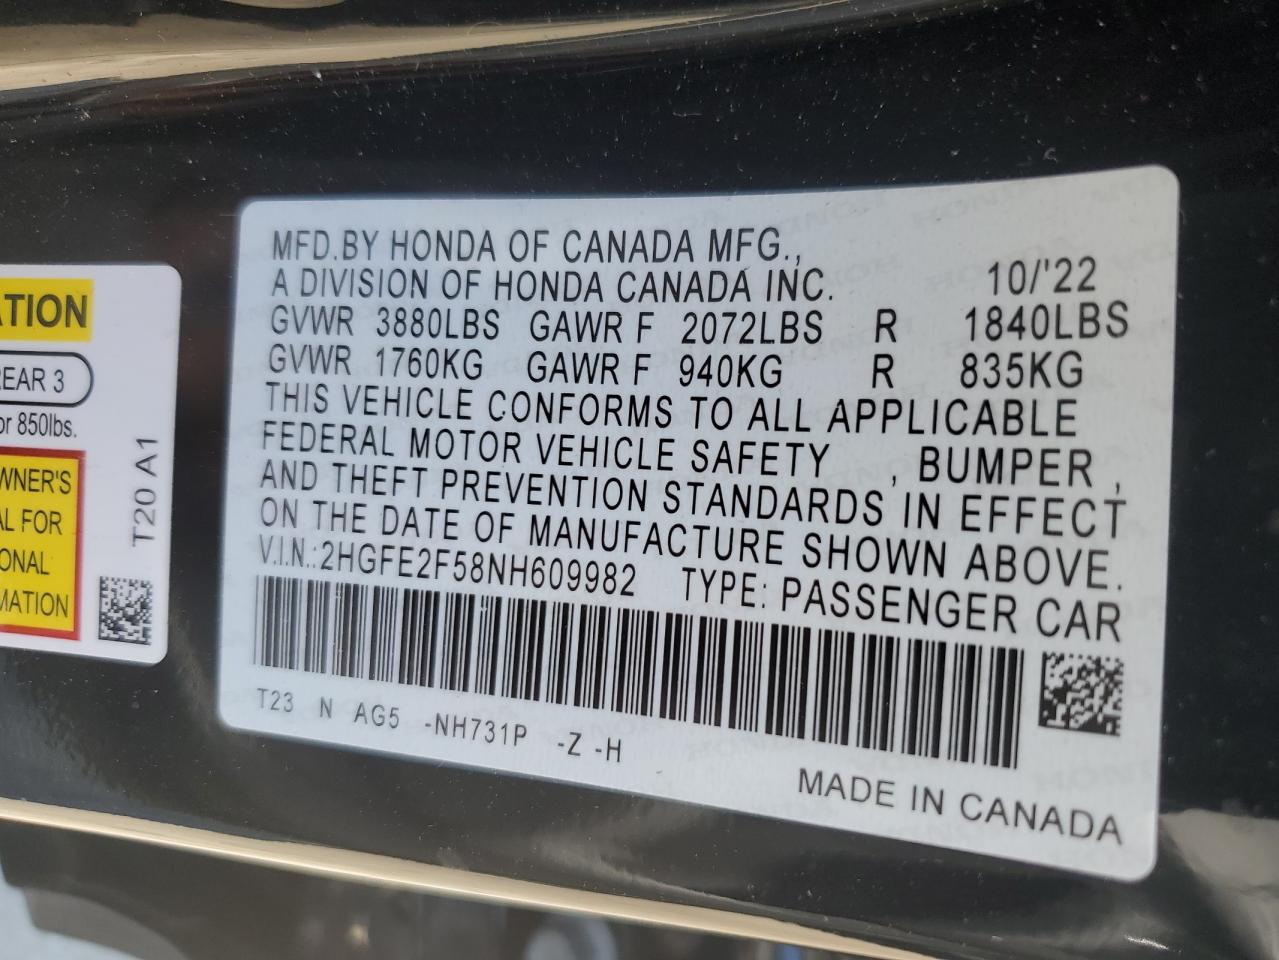 ATION
REAR 3
or 850lbs.
WNER'S
AL FOR
ONAL
MATION
T20 A1
MFD.BY HONDA OF CANADA MFG.,
A DIVISION OF HONDA CANADA INC. 10/'22
GVWR 3880LBS GAWR F 2072LBS R 1840LBS
GVWR 1760KG GAWR F 940KG R 835KG
THIS VEHICLE CONFORMS TO ALL APPLICABLE
FEDERAL MOTOR VEHICLE SAFETY , BUMPER ,
AND THEFT PREVENTION STANDARDS IN EFFECT
ON THE DATE OF MANUFACTURE SHOWN ABOVE.
V.I.N.:2HGFE2F58NH609982 TYPE: PASSENGER CAR
T23 N AG5 -NH731P -Z -H
MADE IN CANADA